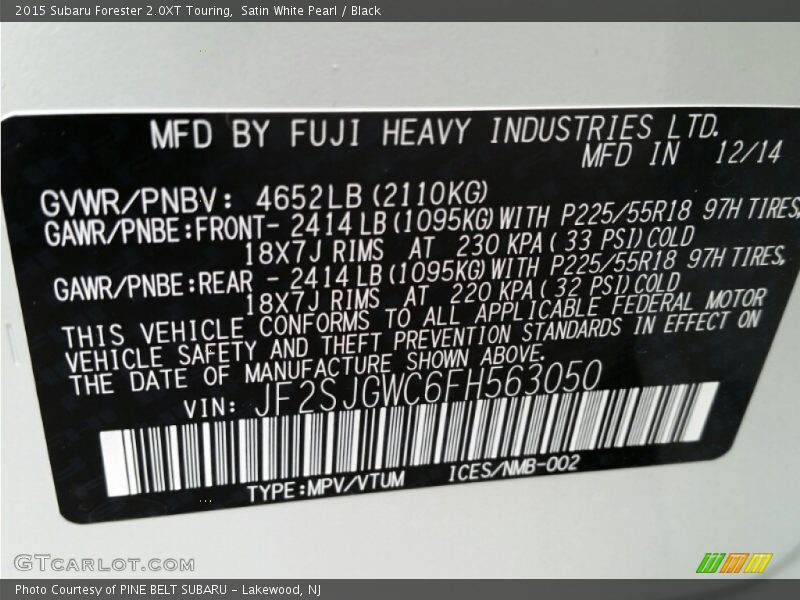 2015 Subaru Forester 2.0XT Touring, Satin White Pearl / Black
MFD BY FUJI HEAVY INDUSTRIES LTD.
MFD IN 12/14
GVWR/PNBV: 4652LB (2110KG)
GAWR/PNBE:FRONT- 2414 LB (1095KG) WITH P225/55R18 97H TIRES,
18X7J RIMS AT 230 KPA ( 33 PSI) COLD
GAWR/PNBE:REAR - 2414 LB (1095KG) WITH P225/55R18 97H TIRES,
18X7J RIMS AT 220 KPA ( 32 PSI) COLD
THIS VEHICLE CONFORMS TO ALL APPLICABLE FEDERAL MOTOR
VEHICLE SAFETY AND THEFT PREVENTION STANDARDS IN EFFECT ON
THE DATE OF MANUFACTURE SHOWN ABOVE.
VIN: JF2SJGWC6FH563050
TYPE:MPV/VTUM ICES/NMB-002
GTCARLOT.COM
Photo Courtesy of PINE BELT SUBARU - Lakewood, NJ